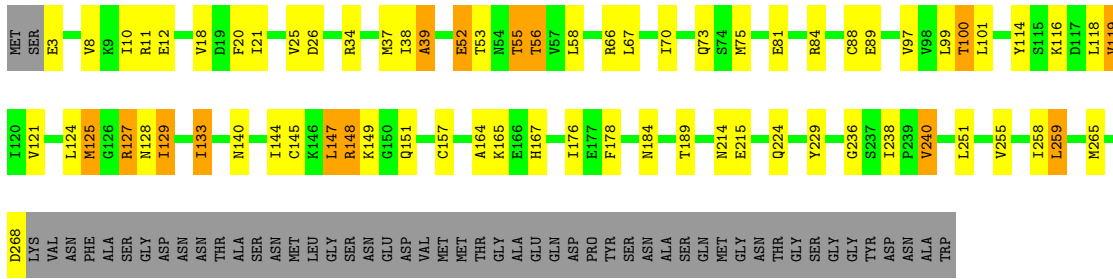 MET SER E3 V8 K9 I10 R11 E12 V18 D19 F20 I21 V25 D26 R34 M37 I38 A39 E52 T53 N54 T55 T56 V57 L58 R66 L67 I70 Q73 S74 M75 E81 R84 C88 E89 V97 V98 L99 T100 L101 Y114 S115 K116 D117 L118 V119
I120 V121 L124 M125 G126 R127 N128 I129 I133 N140 I144 C145 K146 L147 R148 K149 G150 Q151 C157 A164 K165 E166 H167 I176 E177 F178 N184 T189 N214 E215 Q224 Y229 G236 S237 I238 P239 V240 L251 V255 I258 L259 M265
D268 LYS VAL ASN PHE ALA SER GLY ASP ASN ASN THR ALA SER ASN MET LEU GLY SER ASN GLU ASP VAL MET MET THR GLY ALA GLU GLN ASP PRO TYR SER ASN ALA SER GLN MET GLY ASN THR GLY SER GLY GLY TYR ASP ASN ALA TRP